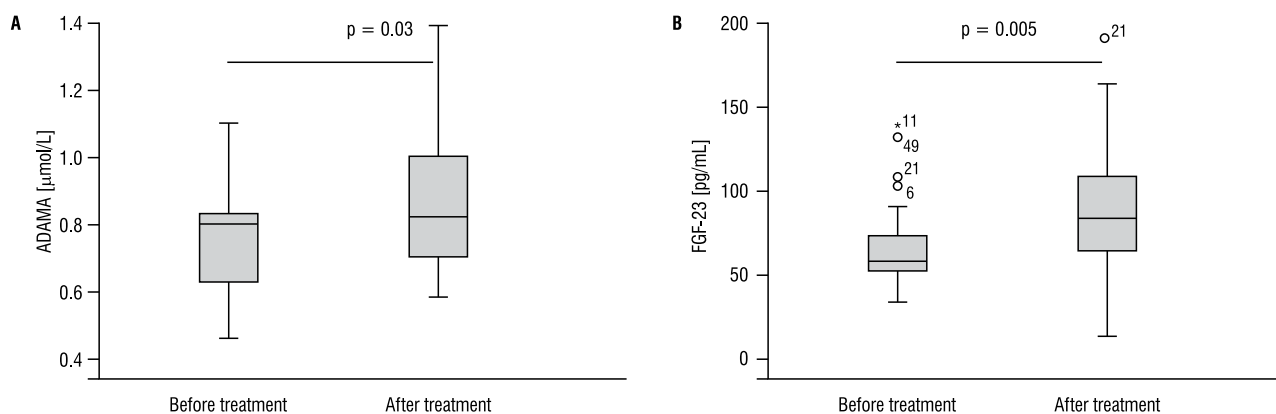 A
ADAMA [µmol/L]
1.4
1.2
1.0
0.8
0.6
0.4
p = 0.03
Before treatment
After treatment
B
FGF-23 [pg/mL]
200
150
100
50
0
p = 0.005
21
*11
49
21
6
Before treatment
After treatment